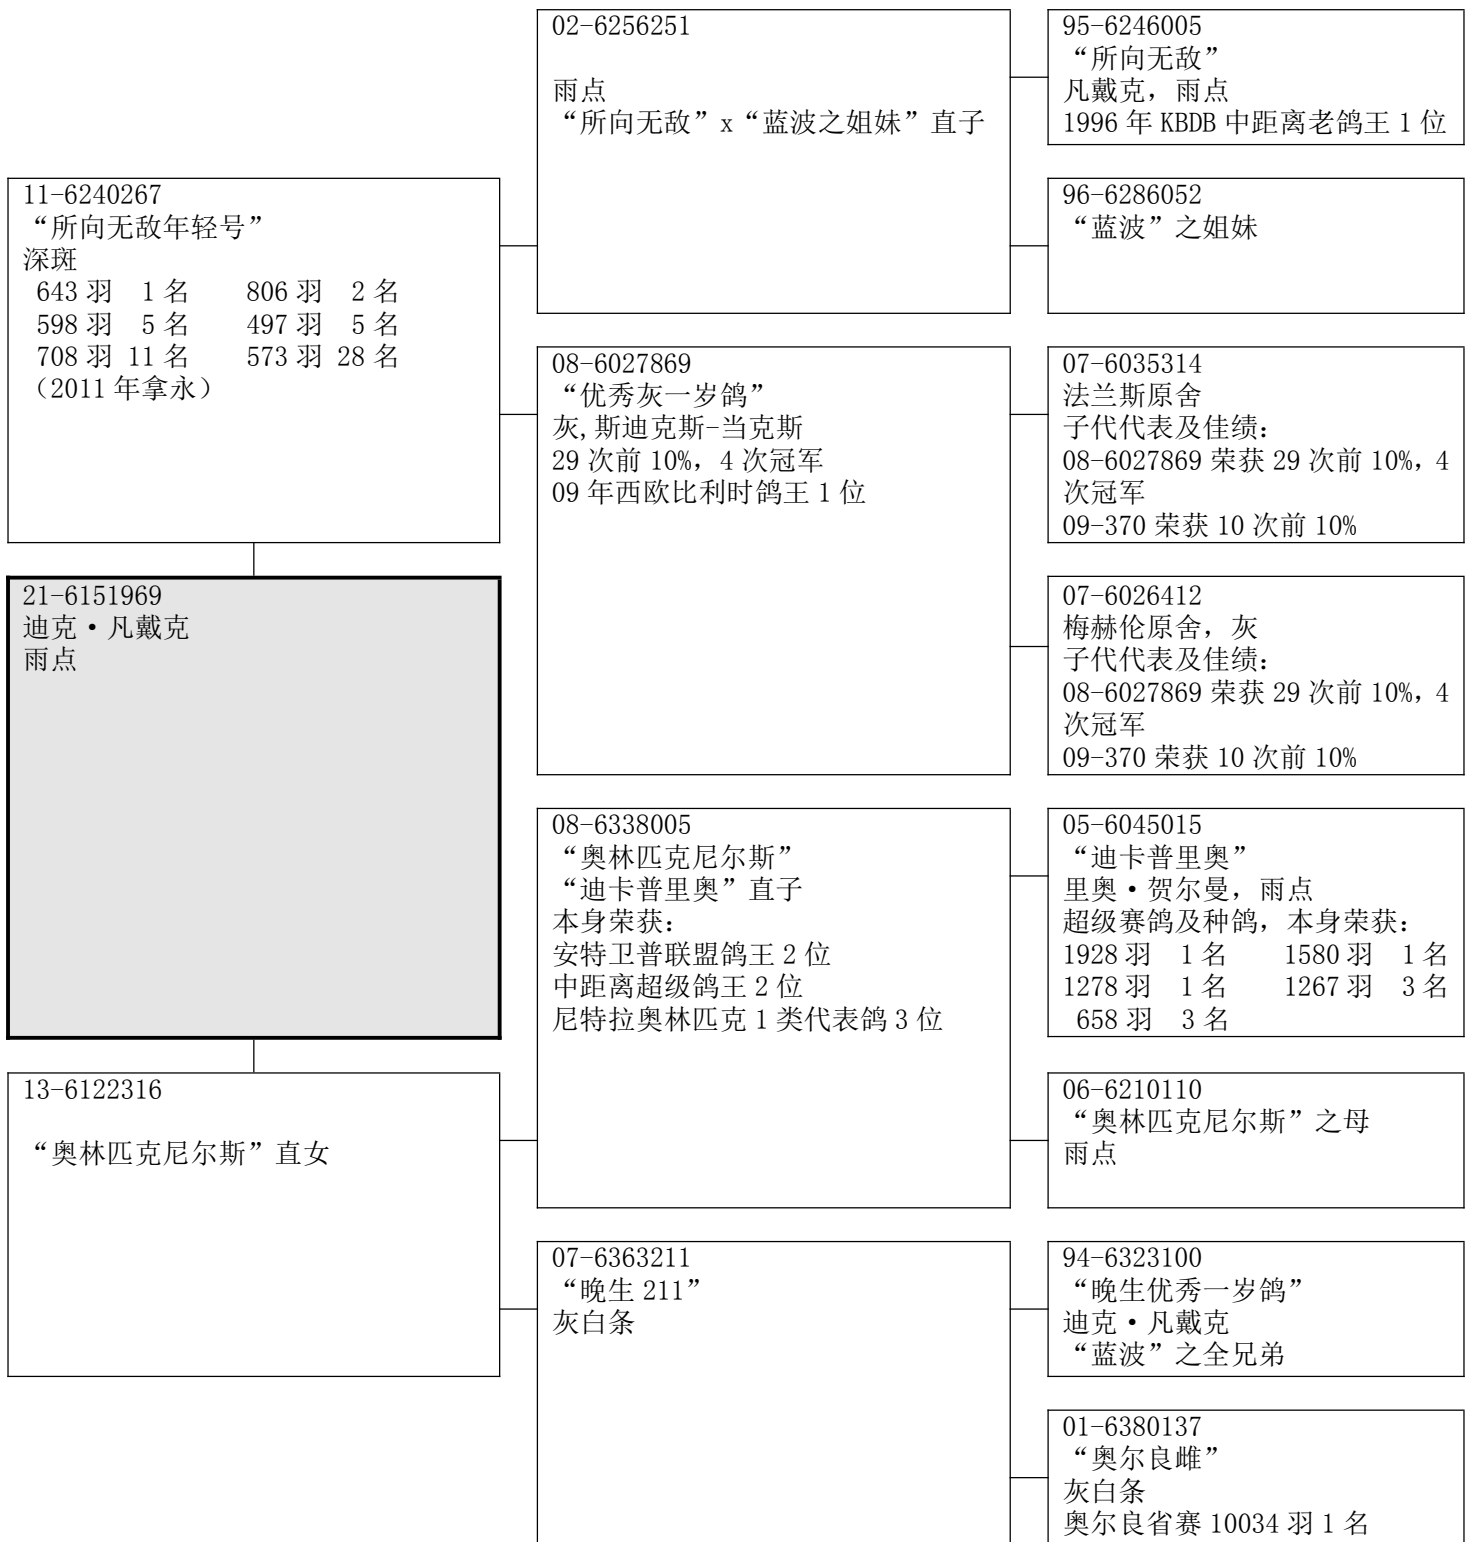 11-6240267
“所向无敌年轻号”
深斑
643 羽 1 名 806 羽 2 名
598 羽 5 名 497 羽 5 名
708 羽 11 名 573 羽 28 名
（2011 年拿永）
21-6151969
迪克·凡戴克
雨点
13-6122316
“奥林匹克尼尔斯”直女
02-6256251
雨点
“所向无敌”x“蓝波之姐妹”直子
08-6027869
“优秀灰一岁鸽”
灰,斯迪克斯-当克斯
29 次前 10%，4 次冠军
09 年西欧比利时鸽王 1 位
08-6338005
“奥林匹克尼尔斯”
“迪卡普里奥”直子
本身荣获：
安特卫普联盟鸽王 2 位
中距离超级鸽王 2 位
尼特拉奥林匹克 1 类代表鸽 3 位
07-6363211
“晚生 211”
灰白条
95-6246005
“所向无敌”
凡戴克，雨点
1996 年 KBDB 中距离老鸽王 1 位
96-6286052
“蓝波”之姐妹
07-6035314
法兰斯原舍
子代代表及佳绩：
08-6027869 荣获 29 次前 10%，4
次冠军
09-370 荣获 10 次前 10%
07-6026412
梅赫伦原舍，灰
子代代表及佳绩：
08-6027869 荣获 29 次前 10%，4
次冠军
09-370 荣获 10 次前 10%
05-6045015
“迪卡普里奥”
里奥·贺尔曼，雨点
超级赛鸽及种鸽，本身荣获：
1928 羽 1 名 1580 羽 1 名
1278 羽 1 名 1267 羽 3 名
658 羽 3 名
06-6210110
“奥林匹克尼尔斯”之母
雨点
94-6323100
“晚生优秀一岁鸽”
迪克·凡戴克
“蓝波”之全兄弟
01-6380137
“奥尔良雌”
灰白条
奥尔良省赛 10034 羽 1 名